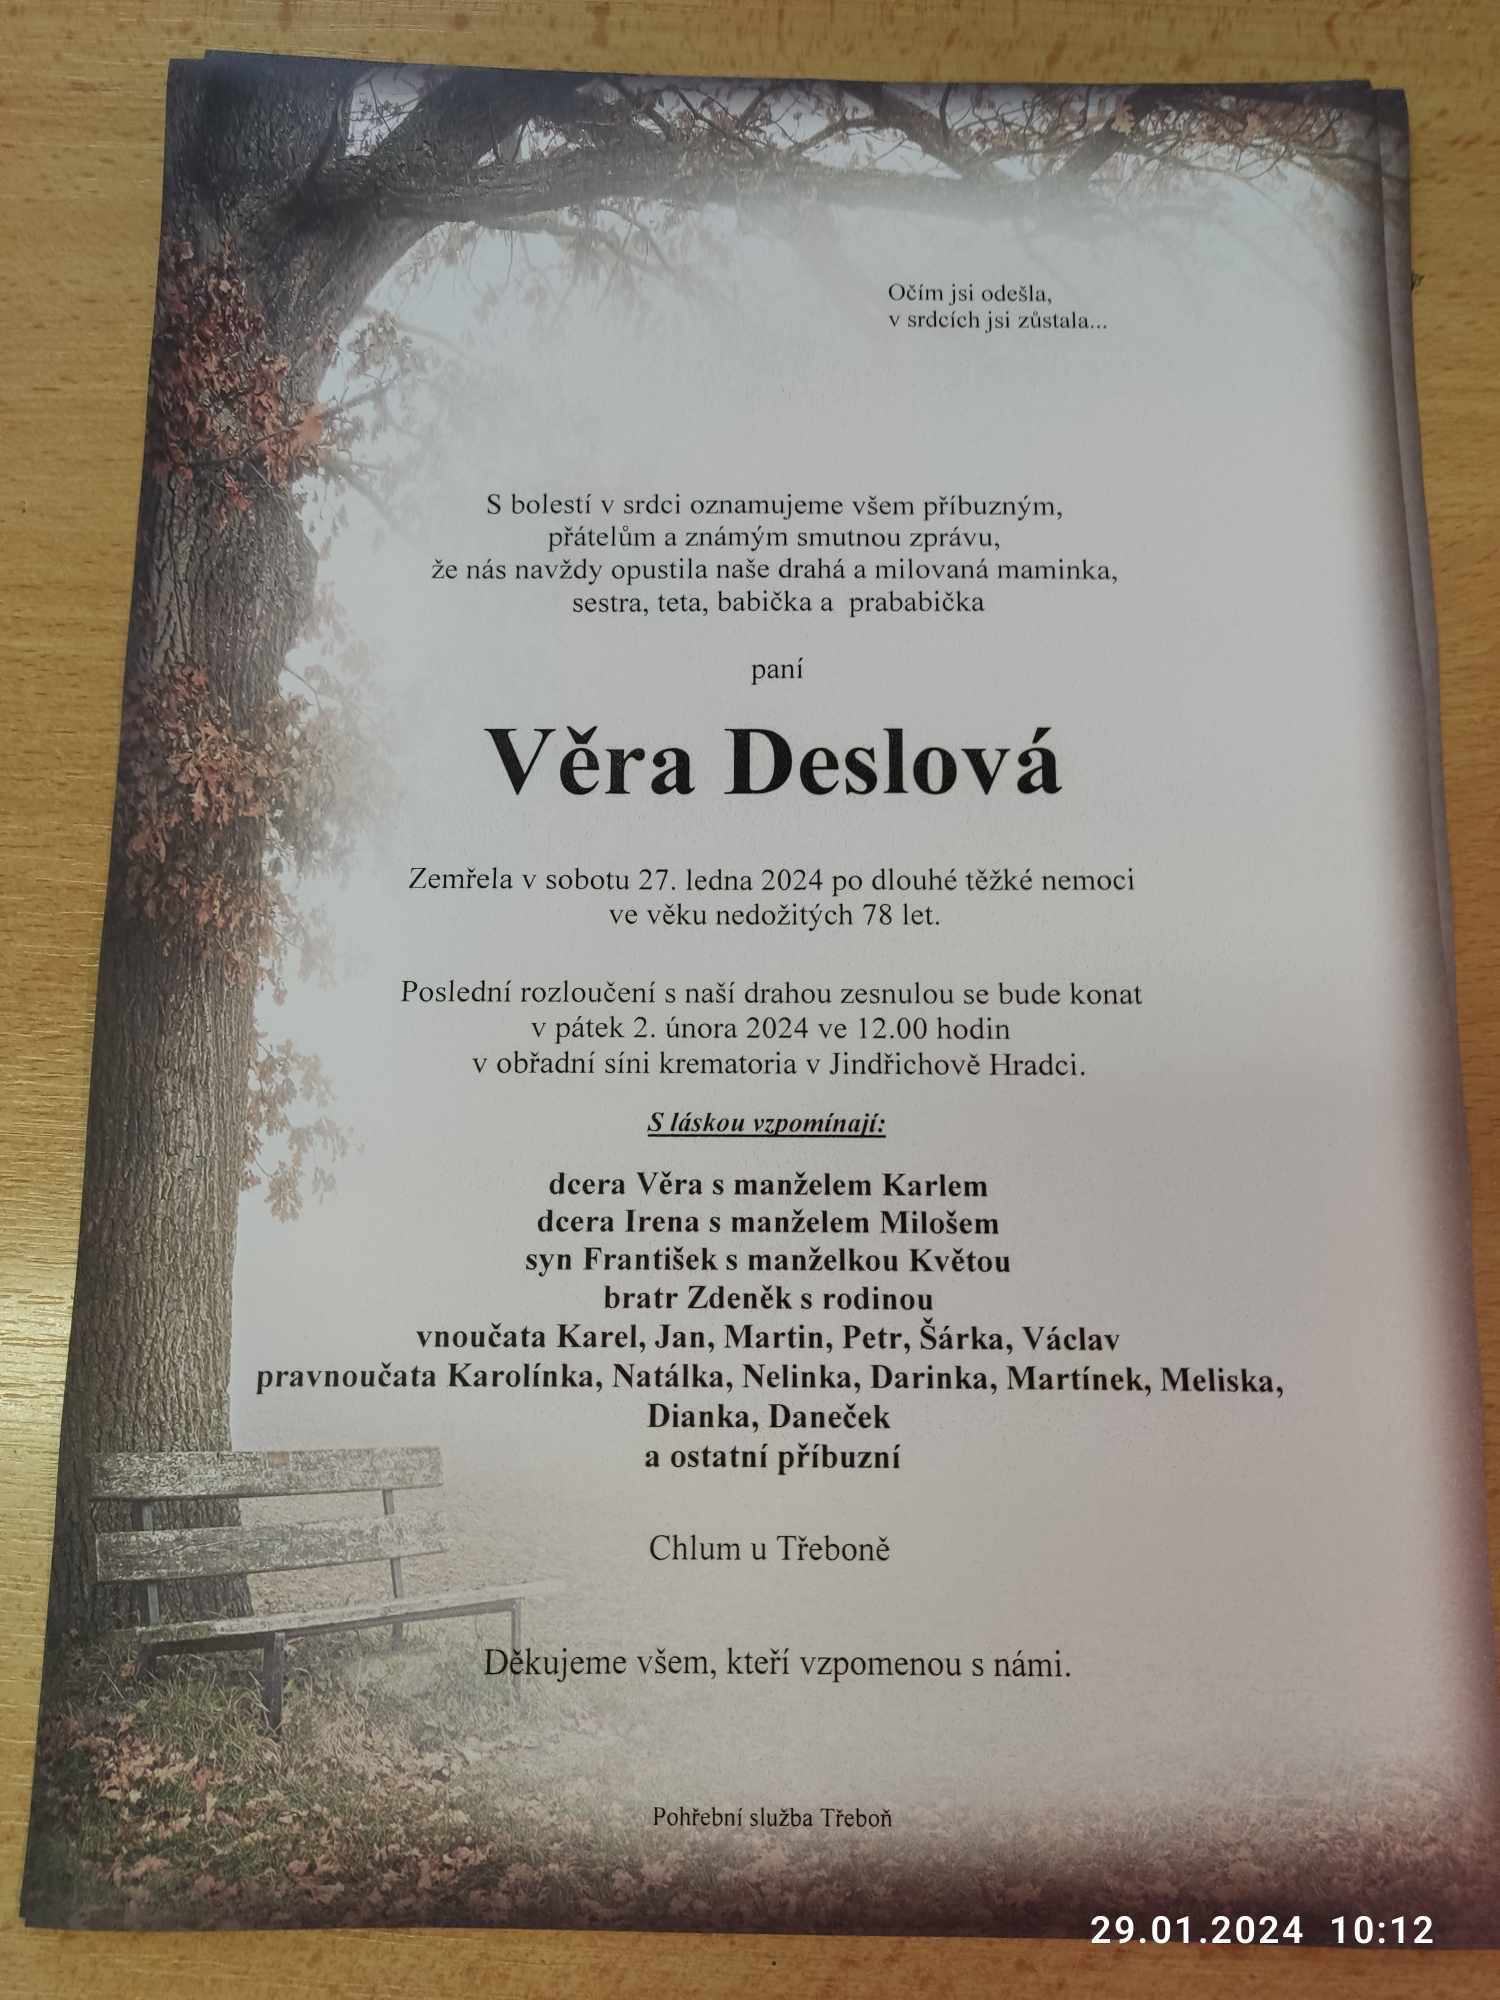 Očím jsi odešla,
v srdcích jsi zůstala...
S bolestí v srdci oznamujeme všem příbuzným,
přátelům a známým smutnou zprávu,
že nás navždy opustila naše drahá a milovaná maminka,
sestra, teta, babička a prababička
paní
Věra Deslová
Zemřela v sobotu 27. ledna 2024 po dlouhé těžké nemoci
ve věku nedožitých 78 let.
Poslední rozloučení s naší drahou zesnulou se bude konat
v pátek 2. února 2024 ve 12.00 hodin
v obřadní síni krematoria v Jindřichově Hradci.
S láskou vzpomínají:
dcera Věra s manželem Karlem
dcera Irena s manželem Milošem
syn František s manželkou Květou
bratr Zdeněk s rodinou
vnoučata Karel, Jan, Martin, Petr, Šárka, Václav
pravnoučata Karolínka, Natálka, Nelinka, Darinka, Martínek, Meliska,
Dianka, Daneček
a ostatní příbuzní
Chlum u Třeboně
Děkujeme všem, kteří vzpomenou s námi.
Pohřební služba Třeboň
29.01.2024 10:12